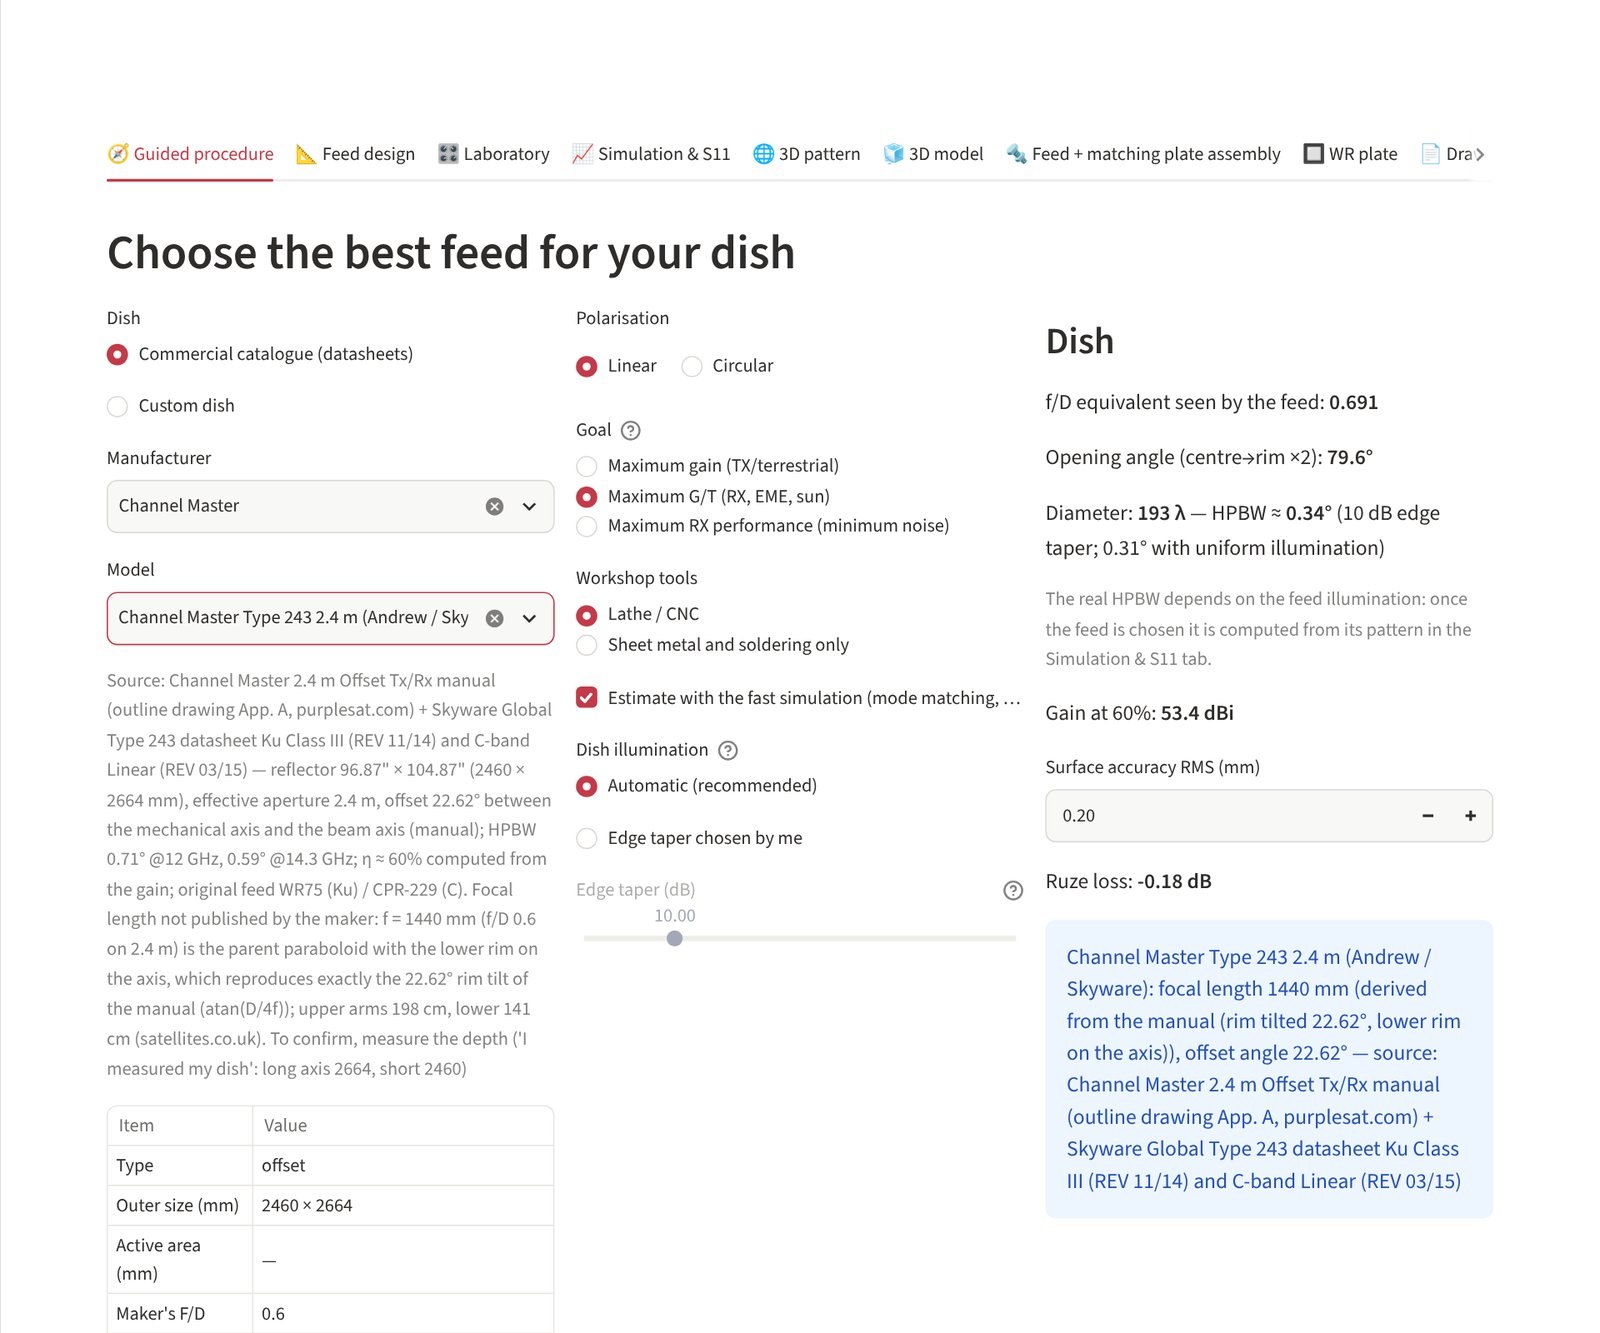 🧭 Guided procedure 📐 Feed design 🎛️ Laboratory 📈 Simulation & S11 🌐 3D pattern 🧊 3D model 🔩 Feed + matching plate assembly 🔲 WR plate 📄 Dra
Choose the best feed for your dish
Dish
Commercial catalogue (datasheets)
Custom dish
Manufacturer
Channel Master
Model
Channel Master Type 243 2.4 m (Andrew / Sky
Source: Channel Master 2.4 m Offset Tx/Rx manual
(outline drawing App. A, purplesat.com) + Skyware Global
Type 243 datasheet Ku Class III (REV 11/14) and C-band
Linear (REV 03/15) — reflector 96.87" × 104.87" (2460 ×
2664 mm), effective aperture 2.4 m, offset 22.62° between
the mechanical axis and the beam axis (manual); HPBW
0.71° @12 GHz, 0.59° @14.3 GHz; η ≈ 60% computed from
the gain; original feed WR75 (Ku) / CPR-229 (C). Focal
length not published by the maker: f = 1440 mm (f/D 0.6
on 2.4 m) is the parent paraboloid with the lower rim on
the axis, which reproduces exactly the 22.62° rim tilt of
the manual (atan(D/4f)); upper arms 198 cm, lower 141
cm (satellites.co.uk). To confirm, measure the depth ('I
measured my dish': long axis 2664, short 2460)
Item Value
Type offset
Outer size (mm) 2460 × 2664
Active area
(mm) —
Maker's F/D 0.6
Polarisation
Linear Circular
Goal
Maximum gain (TX/terrestrial)
Maximum G/T (RX, EME, sun)
Maximum RX performance (minimum noise)
Workshop tools
Lathe / CNC
Sheet metal and soldering only
Estimate with the fast simulation (mode matching, …
Dish illumination
Automatic (recommended)
Edge taper chosen by me
Edge taper (dB)
10.00
Dish
f/D equivalent seen by the feed: 0.691
Opening angle (centre→rim ×2): 79.6°
Diameter: 193 λ — HPBW ≈ 0.34° (10 dB edge
taper; 0.31° with uniform illumination)
The real HPBW depends on the feed illumination: once
the feed is chosen it is computed from its pattern in the
Simulation & S11 tab.
Gain at 60%: 53.4 dBi
Surface accuracy RMS (mm)
0.20
Ruze loss: -0.18 dB
Channel Master Type 243 2.4 m (Andrew /
Skyware): focal length 1440 mm (derived
from the manual (rim tilted 22.62°, lower rim
on the axis)), offset angle 22.62° — source:
Channel Master 2.4 m Offset Tx/Rx manual
(outline drawing App. A, purplesat.com) +
Skyware Global Type 243 datasheet Ku Class
III (REV 11/14) and C-band Linear (REV 03/15)